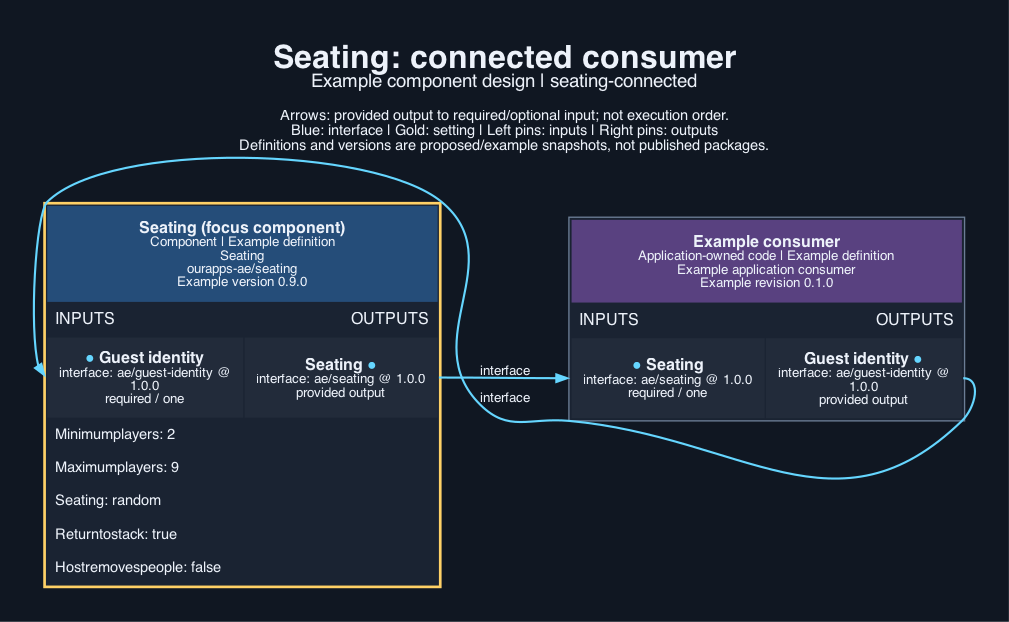 Seating: connected consumer
Example component design | seating-connected
Arrows: provided output to required/optional input; not execution order.
Blue: interface | Gold: setting | Left pins: inputs | Right pins: outputs
Definitions and versions are proposed/example snapshots, not published packages.
Seating (focus component)
Component | Example definition
Seating
ourapps-ae/seating
Example version 0.9.0
INPUTS
OUTPUTS
Guest identity
interface: ae/guest-identity @
1.0.0
required / one
Seating
interface: ae/seating @ 1.0.0
provided output
Minimumplayers: 2
Maximumplayers: 9
Seating: random
Returntostack: true
Hostremovespeople: false
interface
interface
Example consumer
Application-owned code | Example definition
Example application consumer
Example revision 0.1.0
INPUTS
OUTPUTS
Seating
interface: ae/seating @ 1.0.0
required / one
Guest identity
interface: ae/guest-identity @
1.0.0
provided output